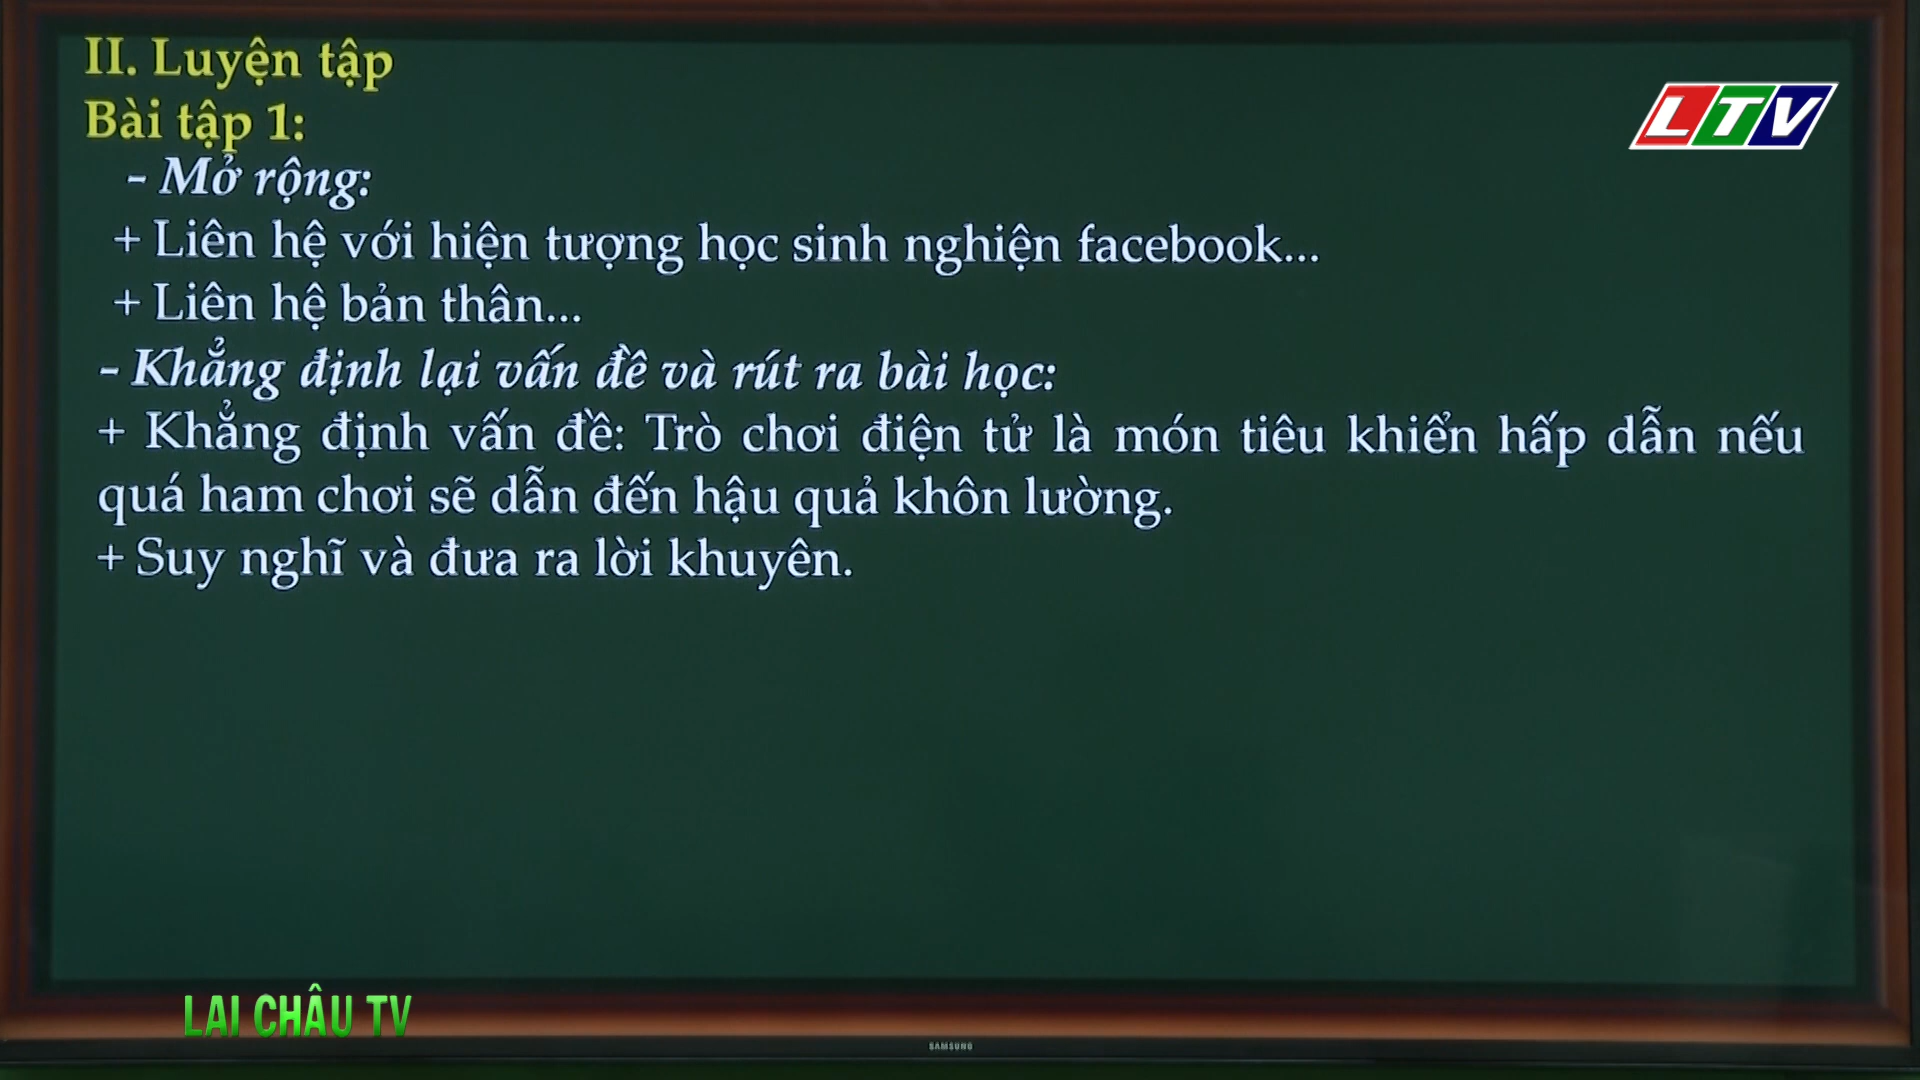 II. Luyện tập
Bài tập 1:
- Mở rộng:
+ Liên hệ với hiện tượng học sinh nghiện facebook...
+ Liên hệ bản thân...
- Khẳng định lại vấn đề và rút ra bài học:
+ Khẳng định vấn đề: Trò chơi điện tử là món tiêu khiển hấp dẫn nếu
quá ham chơi sẽ dẫn đến hậu quả khôn lường.
+ Suy nghĩ và đưa ra lời khuyên.
LTV
LAI CHÂU TV
SAMSUNG